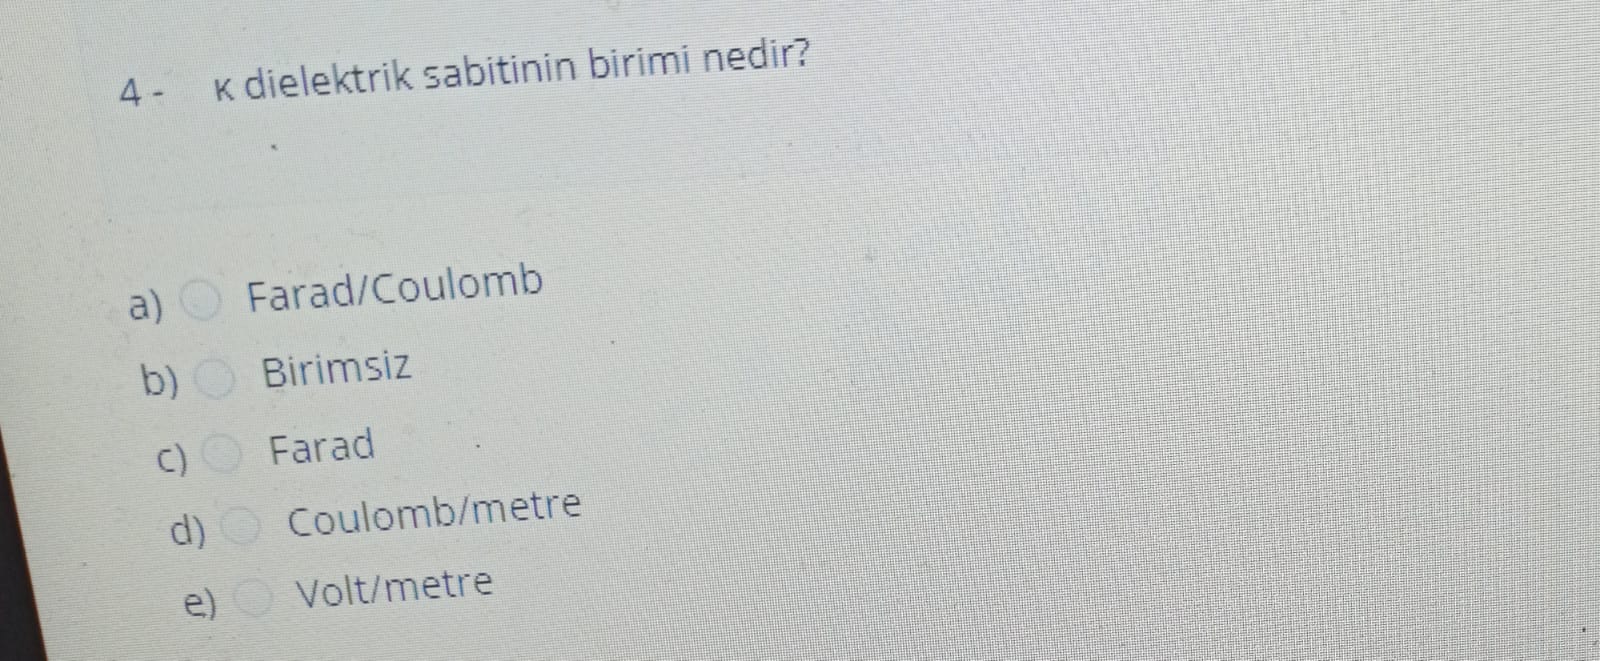 4 - κ dielektrik sabitinin birimi nedir?
a) Farad/Coulomb
b) Birimsiz
c) Farad
d) Coulomb/metre
e) Volt/metre